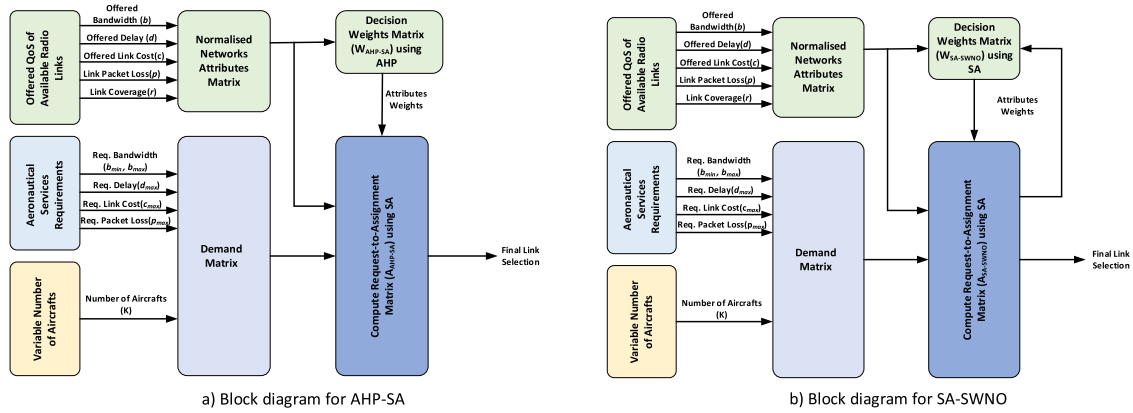 Offered QoS of
Available Radio
Links
Offered
Bandwidth (b)
Offered Delay (d)
Offered Link Cost(c)
Link Packet Loss(p)
Link Coverage(r)
Normalised
Networks
Attributes
Matrix
Decision
Weights Matrix
(WAHP-SA) using
AHP
Attributes
Weights
Aeronautical
Services
Requirements
Req. Bandwidth
(bmin, bmax)
Req. Delay(dmax)
Req. Link Cost(cmax)
Req. Packet Loss(pmax)
Demand
Matrix
Compute Request-to-Assignment
Matrix (AAHP-SA) using SA
Final Link
Selection
Variable Number
of Aircrafts
Number of Aircrafts
(K)
a) Block diagram for AHP-SA
Offered QoS of
Available Radio
Links
Offered
Bandwidth(b)
Offered Delay(d)
Offered Link Cost(c)
Link Packet Loss(p)
Link Coverage(r)
Normalised
Networks
Attributes
Matrix
Decision
Weights Matrix
(WSA-SWNO) using
SA
Attributes
Weights
Aeronautical
Services
Requirements
Req. Bandwidth
(bmin, bmax)
Req. Delay(dmax)
Req. Link Cost(cmax)
Req. Packet Loss(pmax)
Demand
Matrix
Compute Request-to-Assignment
Matrix (ASA-SWNO) using SA
Final Link
Selection
Variable Number
of Aircrafts
Number of Aircrafts
(K)
b) Block diagram for SA-SWNO